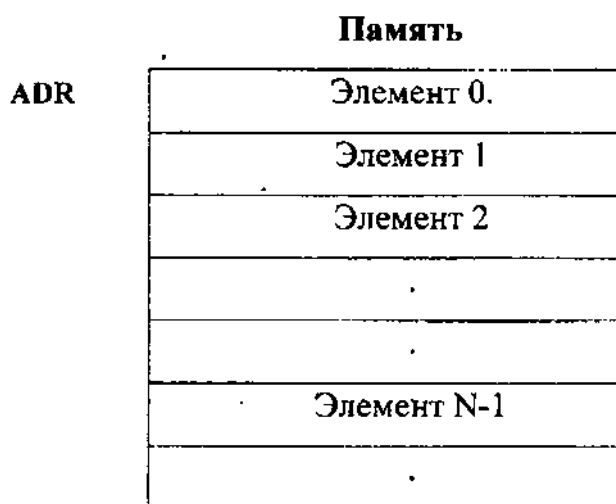 Память
ADR
Элемент 0.
Элемент 1
Элемент 2
.
.
Элемент N-1
.